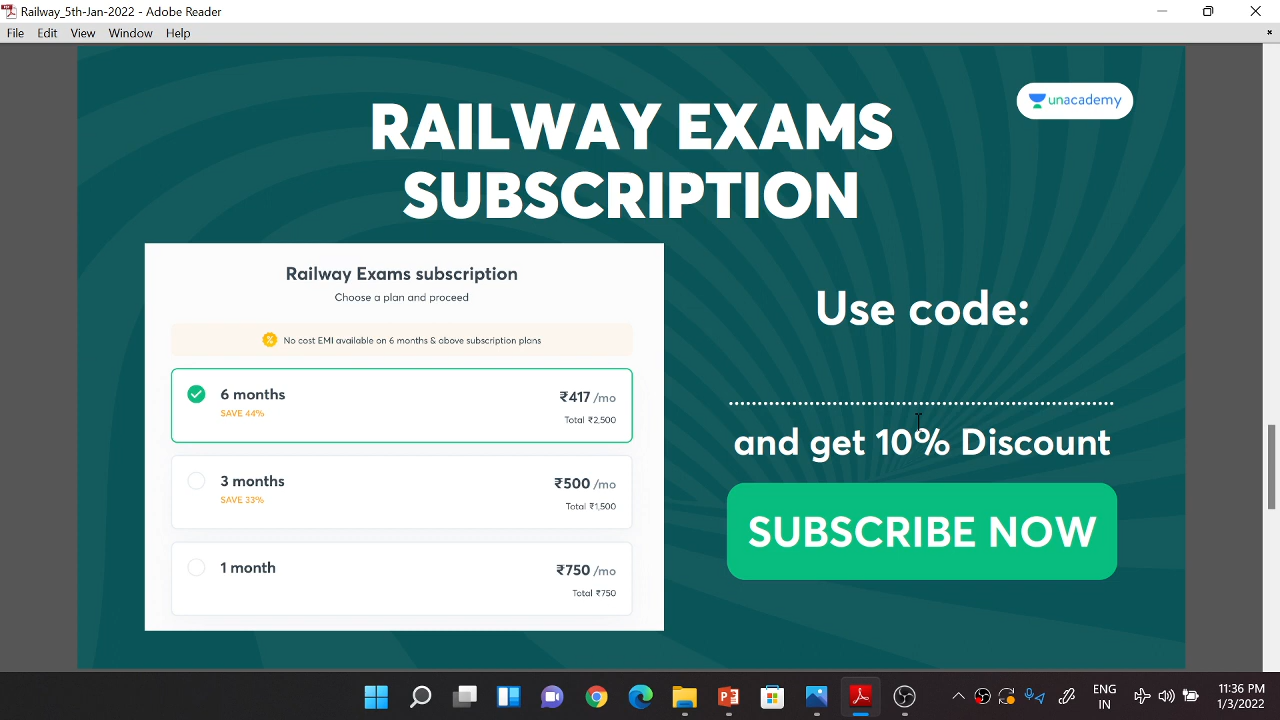 Railway_5th-Jan-2022 - Adobe Reader
File Edit View Window Help
unacademy
RAILWAY EXAMS
SUBSCRIPTION
Railway Exams subscription
Choose a plan and proceed
No cost EMI available on 6 months & above subscription plans
6 months ₹417 /mo
SAVE 44% Total ₹2,500
3 months ₹500 /mo
SAVE 33% Total ₹1,500
1 month ₹750 /mo
Total ₹750
Use code:
and get 10% Discount
SUBSCRIBE NOW
ENG 11:36 PM
IN 1/3/2022